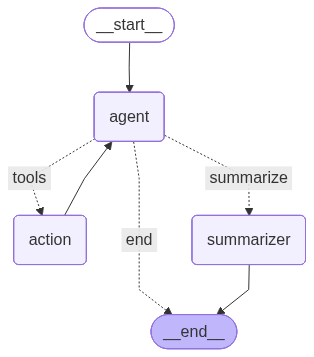 __start__
agent
tools
summarize
action
end
summarizer
__end__